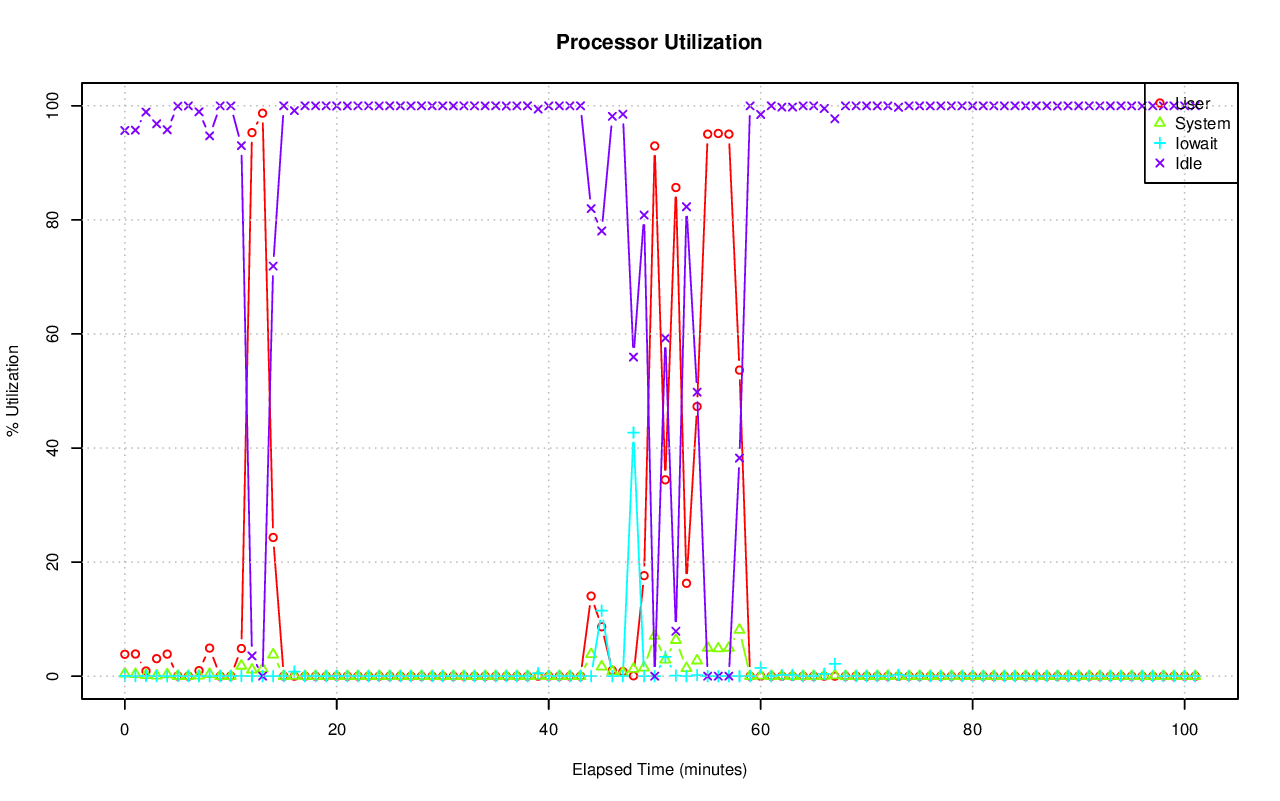 Processor Utilization
100
80
60
40
20
0
% Utilization
User
System
Iowait
Idle
0 20 40 60 80 100
Elapsed Time (minutes)